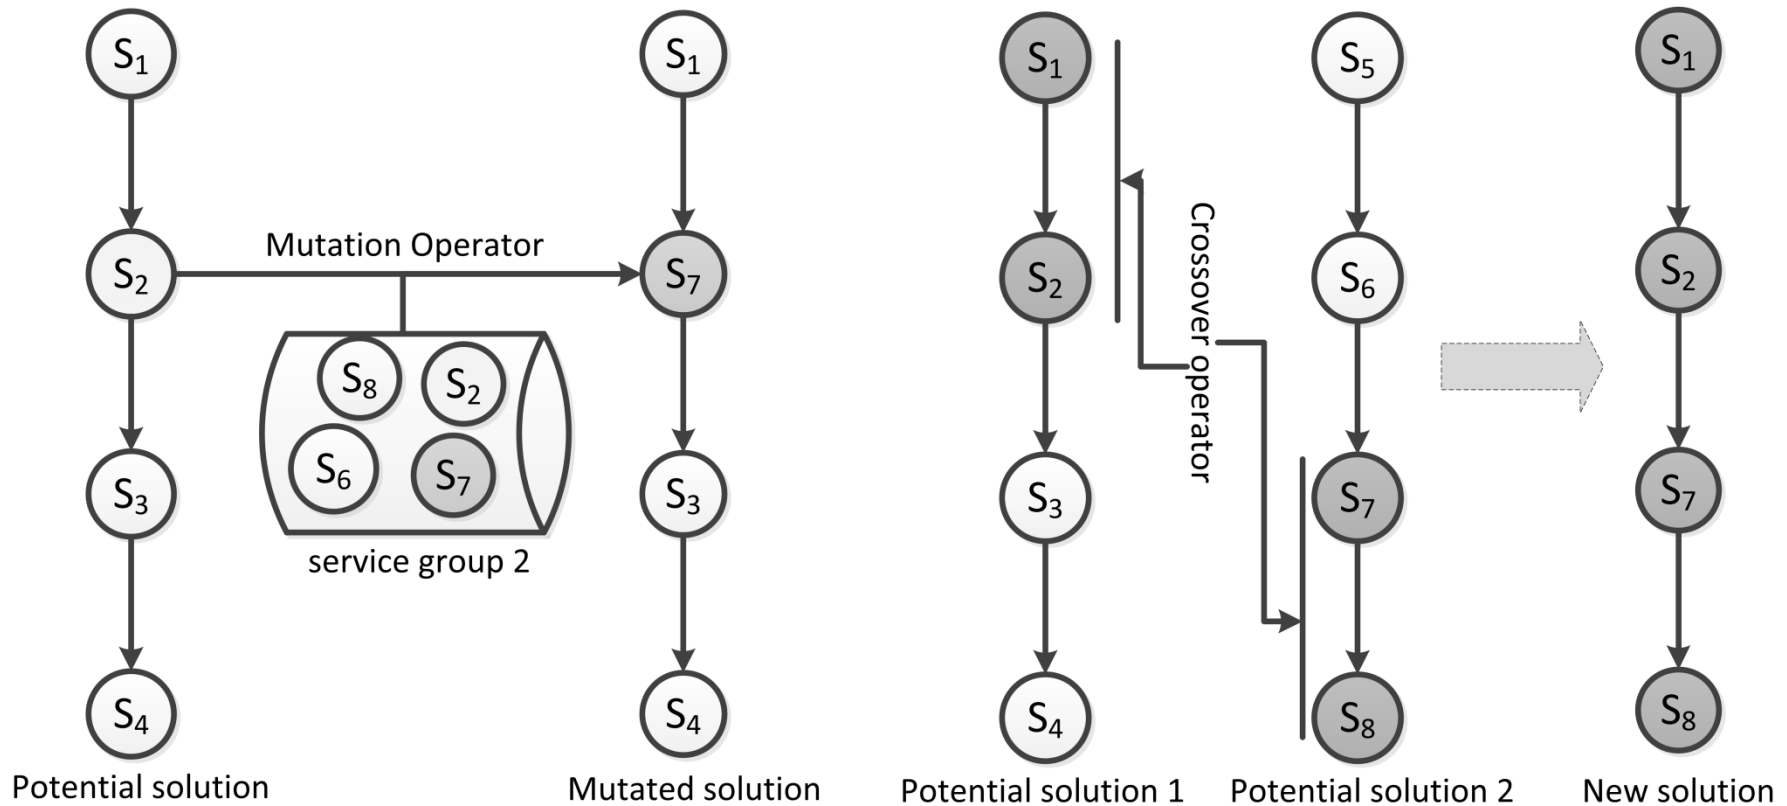 S1
S2
S3
S4
Potential solution
Mutation Operator
S8
S2
S6
S7
service group 2
S1
S7
S3
S4
Mutated solution
S1
S2
S3
S4
Potential solution 1
Crossover operator
S5
S6
S7
S8
Potential solution 2
S1
S2
S7
S8
New solution